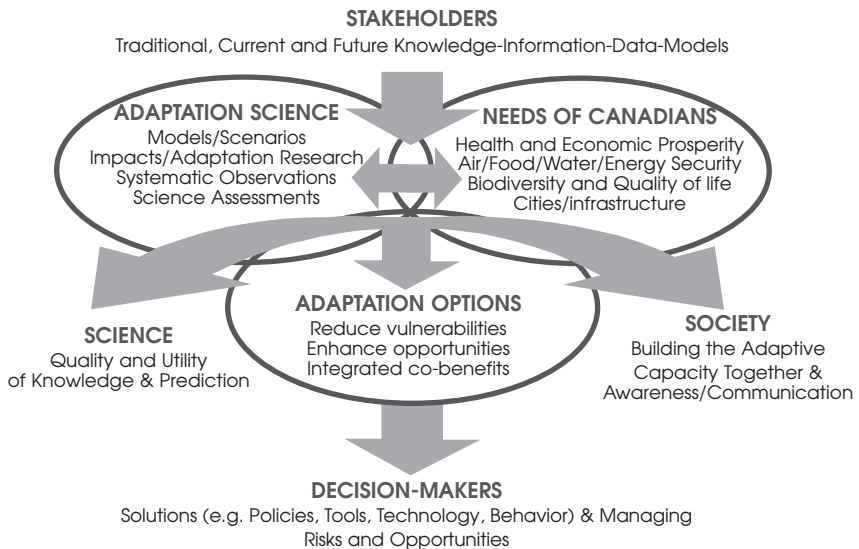 STAKEHOLDERS
Traditional, Current and Future Knowledge-Information-Data-Models
ADAPTATION SCIENCE
Models/Scenarios
Impacts/Adaptation Research
Systematic Observations
Science Assessments
NEEDS OF CANADIANS
Health and Economic Prosperity
Air/Food/Water/Energy Security
Biodiversity and Quality of life
Cities/infrastructure
SCIENCE
Quality and Utility
of Knowledge & Prediction
ADAPTATION OPTIONS
Reduce vulnerabilities
Enhance opportunities
Integrated co-benefits
SOCIETY
Building the Adaptive
Capacity Together &
Awareness/Communication
DECISION-MAKERS
Solutions (e.g. Policies, Tools, Technology, Behavior) & Managing
Risks and Opportunities